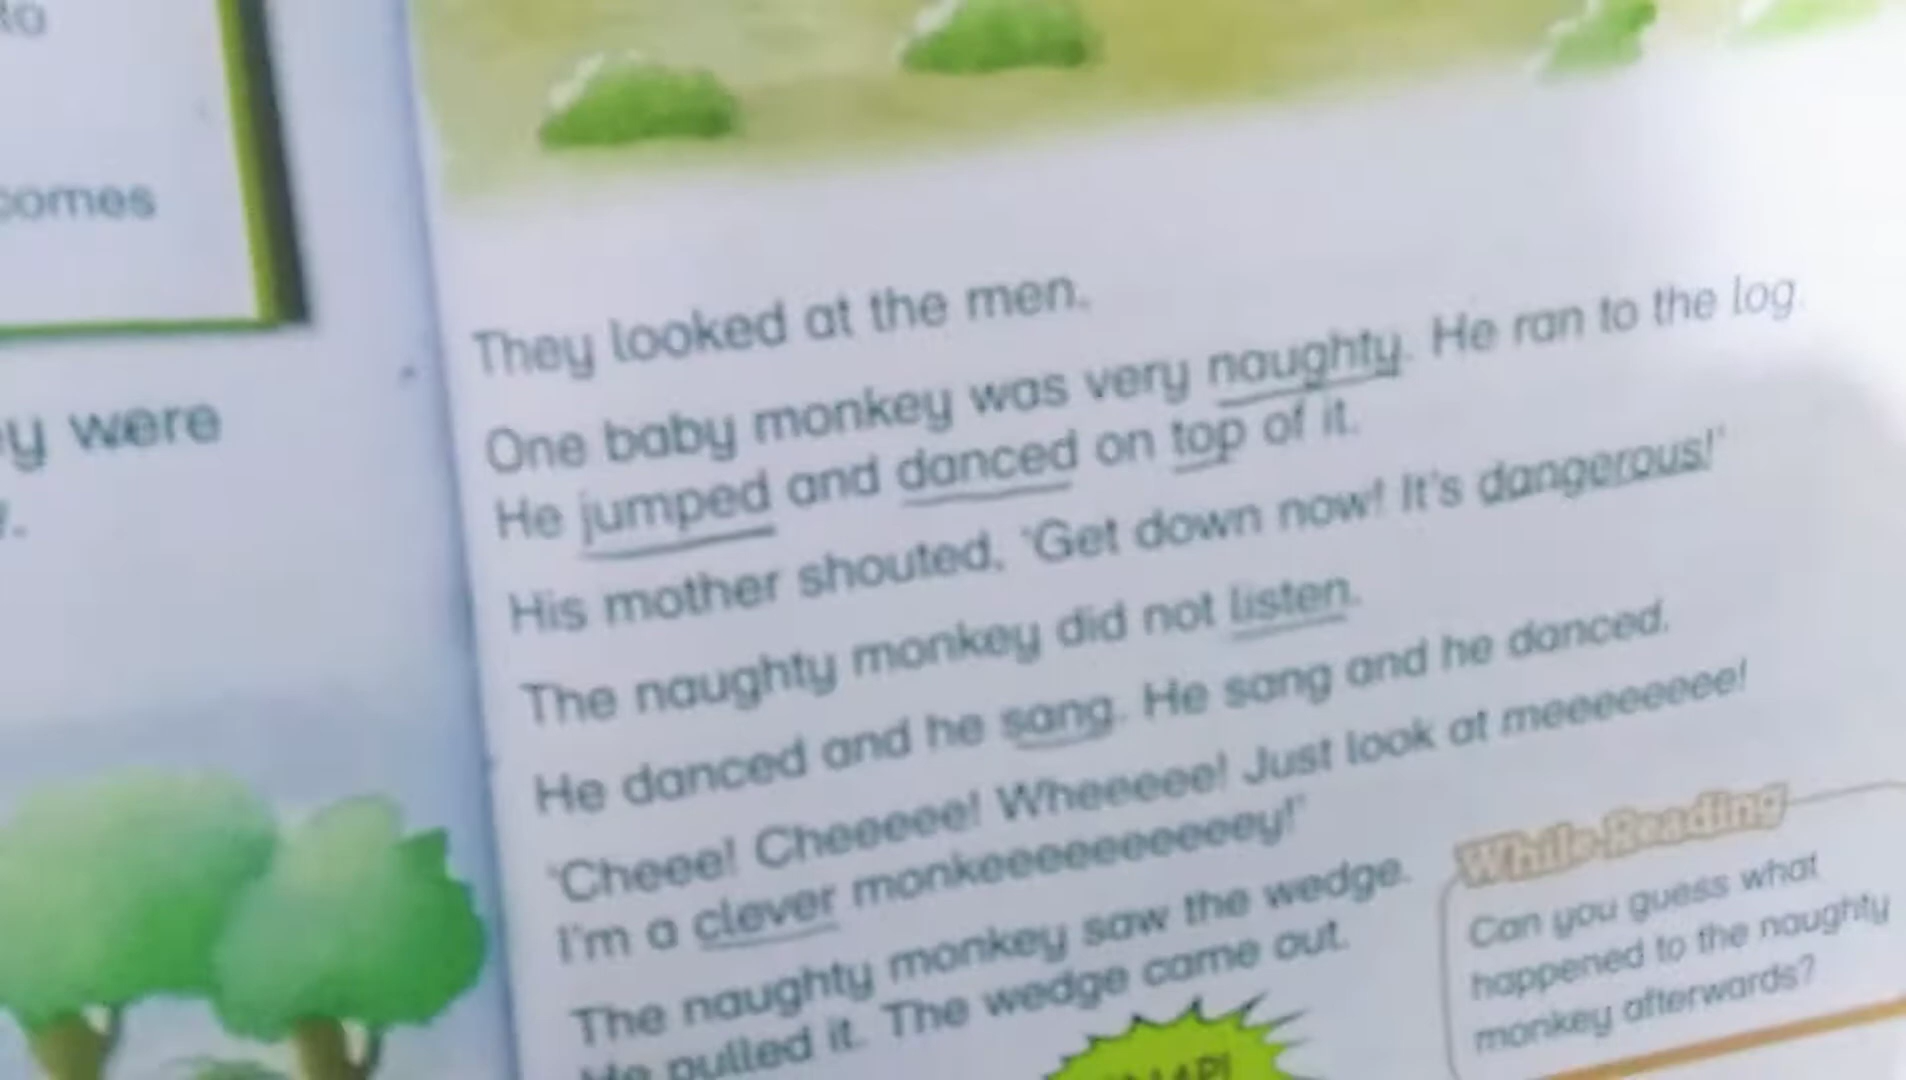 comes
were
They looked at the men.
One baby monkey was very naughty. He ran to the log.
He jumped and danced on top of it.
His mother shouted, 'Get down now! It's dangerous!'
The naughty monkey did not listen.
He danced and he sang. He sang and he danced.
'Cheeee! Cheeeee! Wheeeee! Just look at meeeeeeee!
I'm a clever monkeeeeeeeeeey!'
The naughty monkey saw the wedge.
He pulled it. The wedge came out.
While-Reading
Can you guess what
happened to the naughty
monkey afterwards?